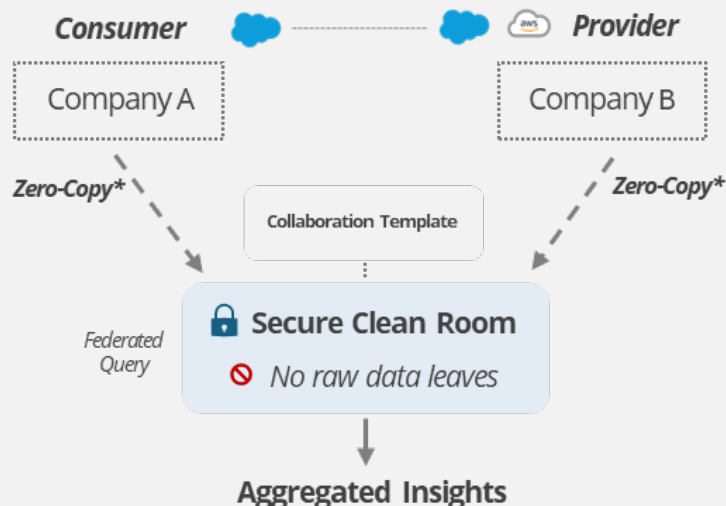 Consumer
aws
Provider
Company A
Company B
Zero-Copy*
Zero-Copy*
Collaboration Template
Secure Clean Room
Federated
Query
No raw data leaves
Aggregated Insights